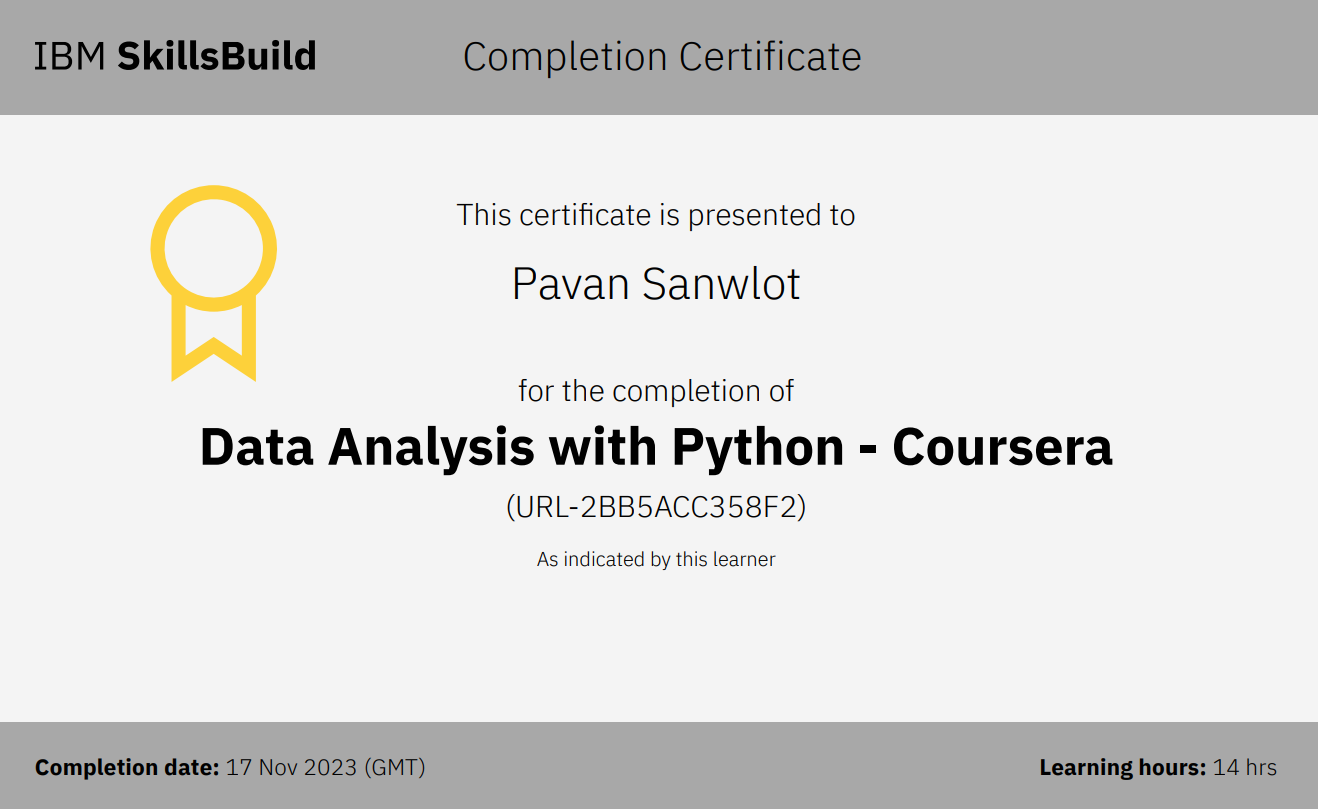 IBM SkillsBuild
Completion Certificate
This certificate is presented to
Pavan Sanwlot
for the completion of
Data Analysis with Python - Coursera
(URL-2BB5ACC358F2)
As indicated by this learner
Completion date: 17 Nov 2023 (GMT)
Learning hours: 14 hrs